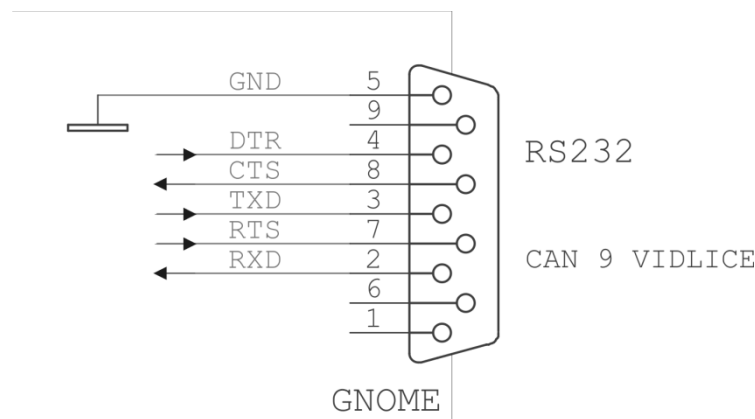 GND 5
9
DTR 4
CTS 8
TXD 3
RTS 7
RXD 2
6
1
RS232
CAN 9 VIDLICE
GNOME